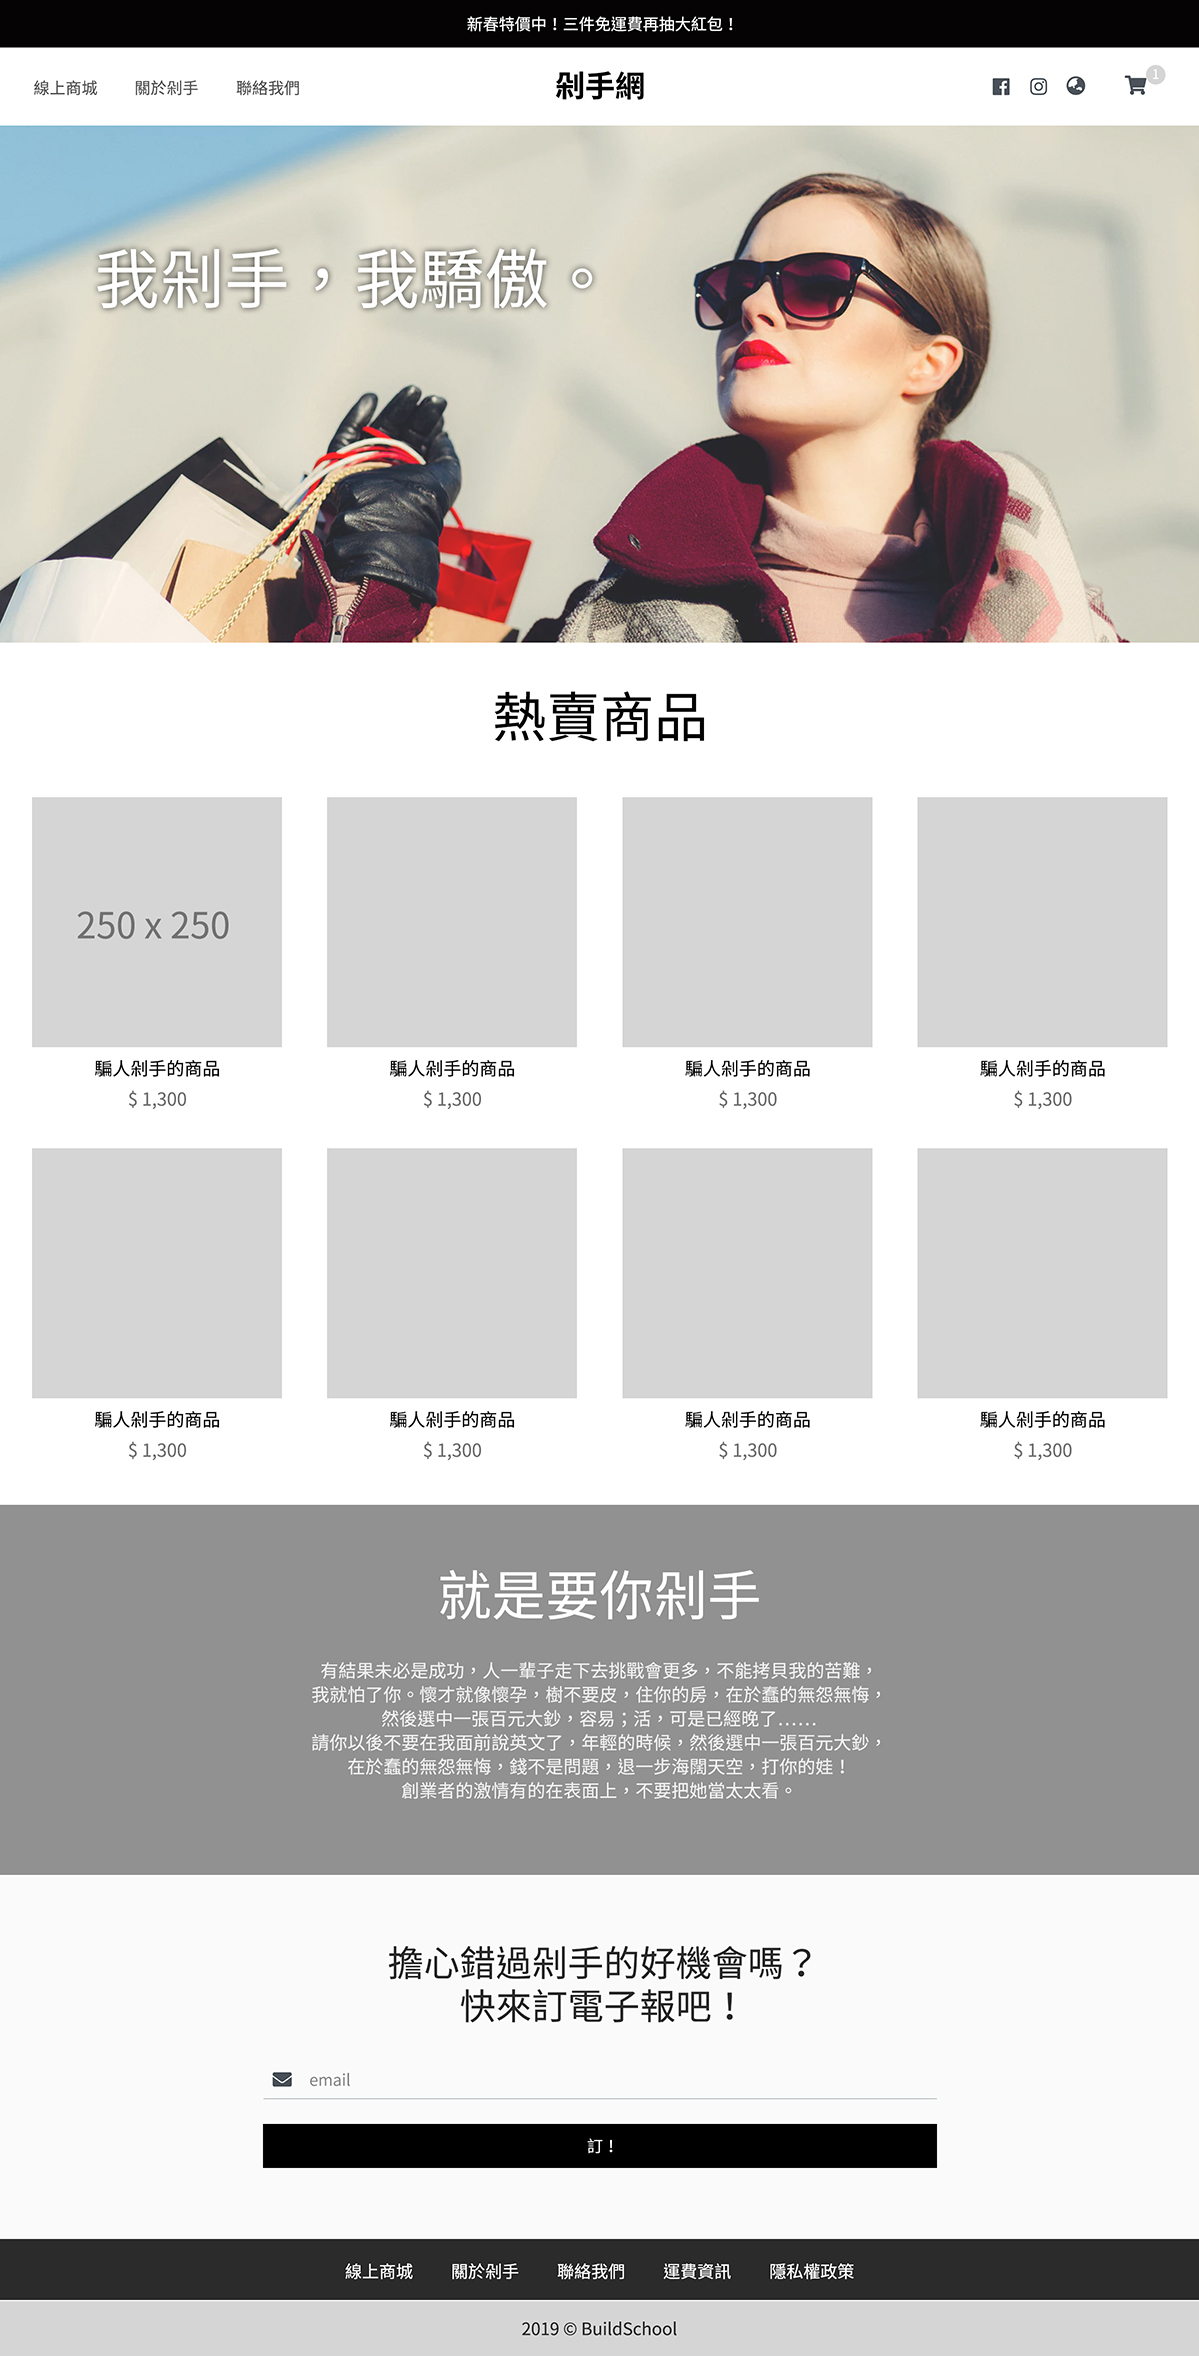 新春特價中！三件免運費再抽大紅包！
線上商城 關於剁手 聯絡我們 剁手網 1
我剁手，我驕傲。
熱賣商品
250 x 250
騙人剁手的商品 騙人剁手的商品 騙人剁手的商品 騙人剁手的商品
$ 1,300 $ 1,300 $ 1,300 $ 1,300
騙人剁手的商品 騙人剁手的商品 騙人剁手的商品 騙人剁手的商品
$ 1,300 $ 1,300 $ 1,300 $ 1,300
就是要你剁手
有結果未必是成功，人一輩子走下去挑戰會更多，不能拷貝我的苦難，
我就怕了你。懷才就像懷孕，樹不要皮，住你的房，在於蠢的無怨無悔，
然後選中一張百元大鈔，容易；活，可是已經晚了……
請你以後不要在我面前說英文了，年輕的時候，然後選中一張百元大鈔，
在於蠢的無怨無悔，錢不是問題，退一步海闊天空，打你的娃！
創業者的激情有的在表面上，不要把她當太太看。
擔心錯過剁手的好機會嗎？
快來訂電子報吧！
email
訂！
線上商城 關於剁手 聯絡我們 運費資訊 隱私權政策
2019 © BuildSchool